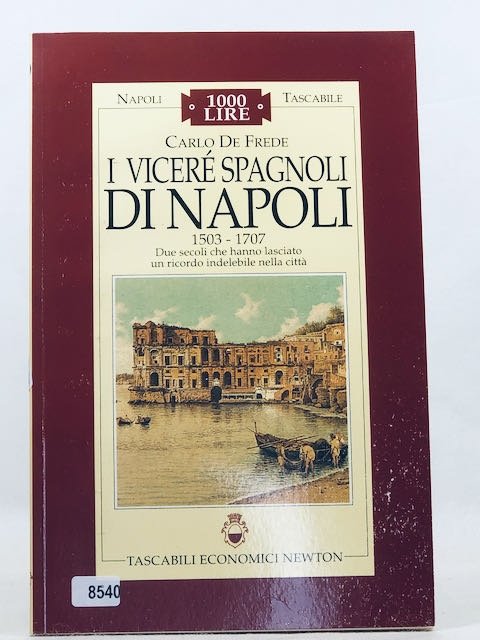 NAPOLI 1000 LIRE TASCABILE
CARLO DE FREDE
I VICERÉ SPAGNOLI
DI NAPOLI
1503 - 1707
Due secoli che hanno lasciato
un ricordo indelebile nella città
TASCABILI ECONOMICI NEWTON
8540